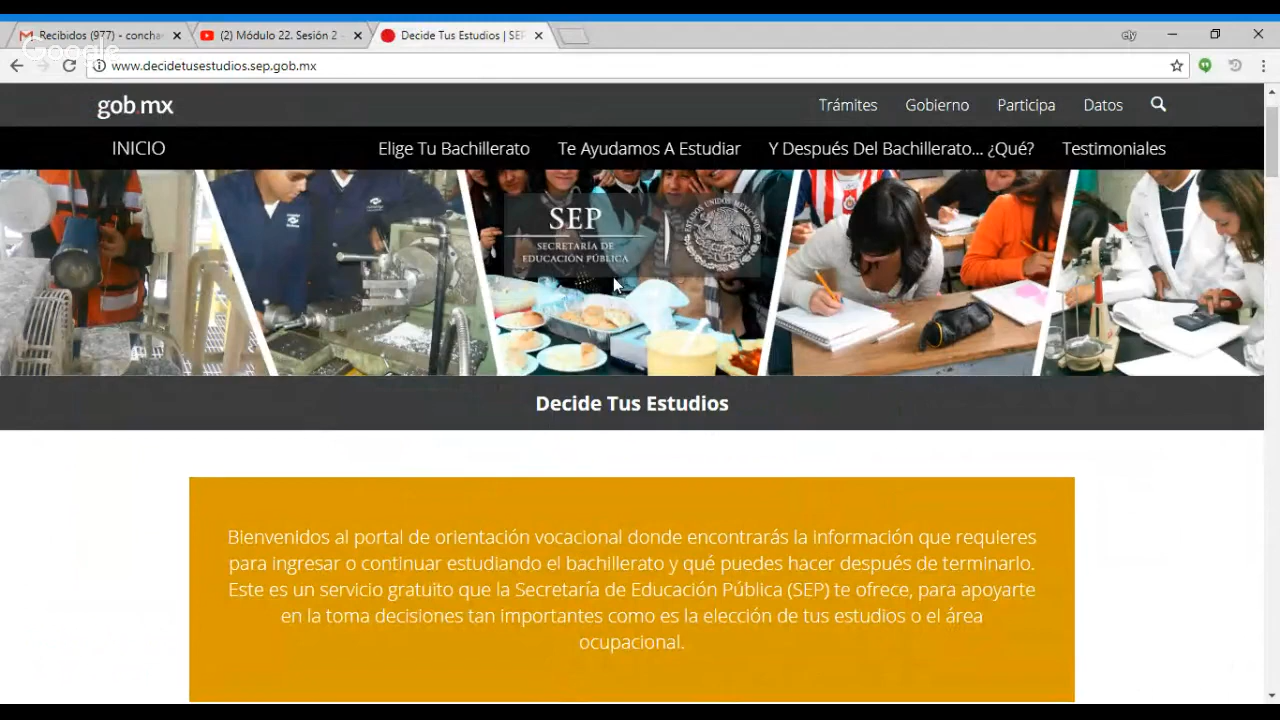 Recibidos (977) - concha
(2) Módulo 22. Sesión 2 -
Decide Tus Estudios | SEP
Google
www.decidetusestudios.sep.gob.mx
gob.mx
Trámites
Gobierno
Participa
Datos
INICIO
Elige Tu Bachillerato
Te Ayudamos A Estudiar
Y Después Del Bachillerato... ¿Qué?
Testimoniales
SEP
SECRETARÍA DE
EDUCACIÓN PÚBLICA
ESTADOS UNIDOS MEXICANOS
Decide Tus Estudios
Bienvenidos al portal de orientación vocacional donde encontrarás la información que requieres
para ingresar o continuar estudiando el bachillerato y qué puedes hacer después de terminarlo.
Este es un servicio gratuito que la Secretaría de Educación Pública (SEP) te ofrece, para apoyarte
en la toma decisiones tan importantes como es la elección de tus estudios o el área
ocupacional.